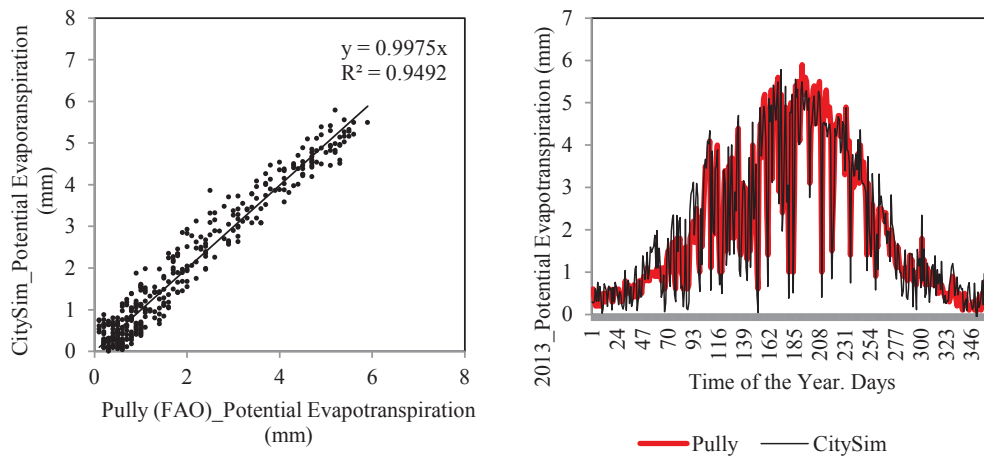 8
7
6
5
4
3
2
1
0
CitySim_Potential Evaporanspiration
(mm)
y = 0.9975x
R² = 0.9492
0 2 4 6 8
Pully (FAO)_Potential Evapotranspiration
(mm)
7
6
5
4
3
2
1
0
2013_Potential Evapotranspiration (mm)
1 24 47 70 93 116 139 162 185 208 231 254 277 300 323 346
Time of the Year. Days
Pully CitySim